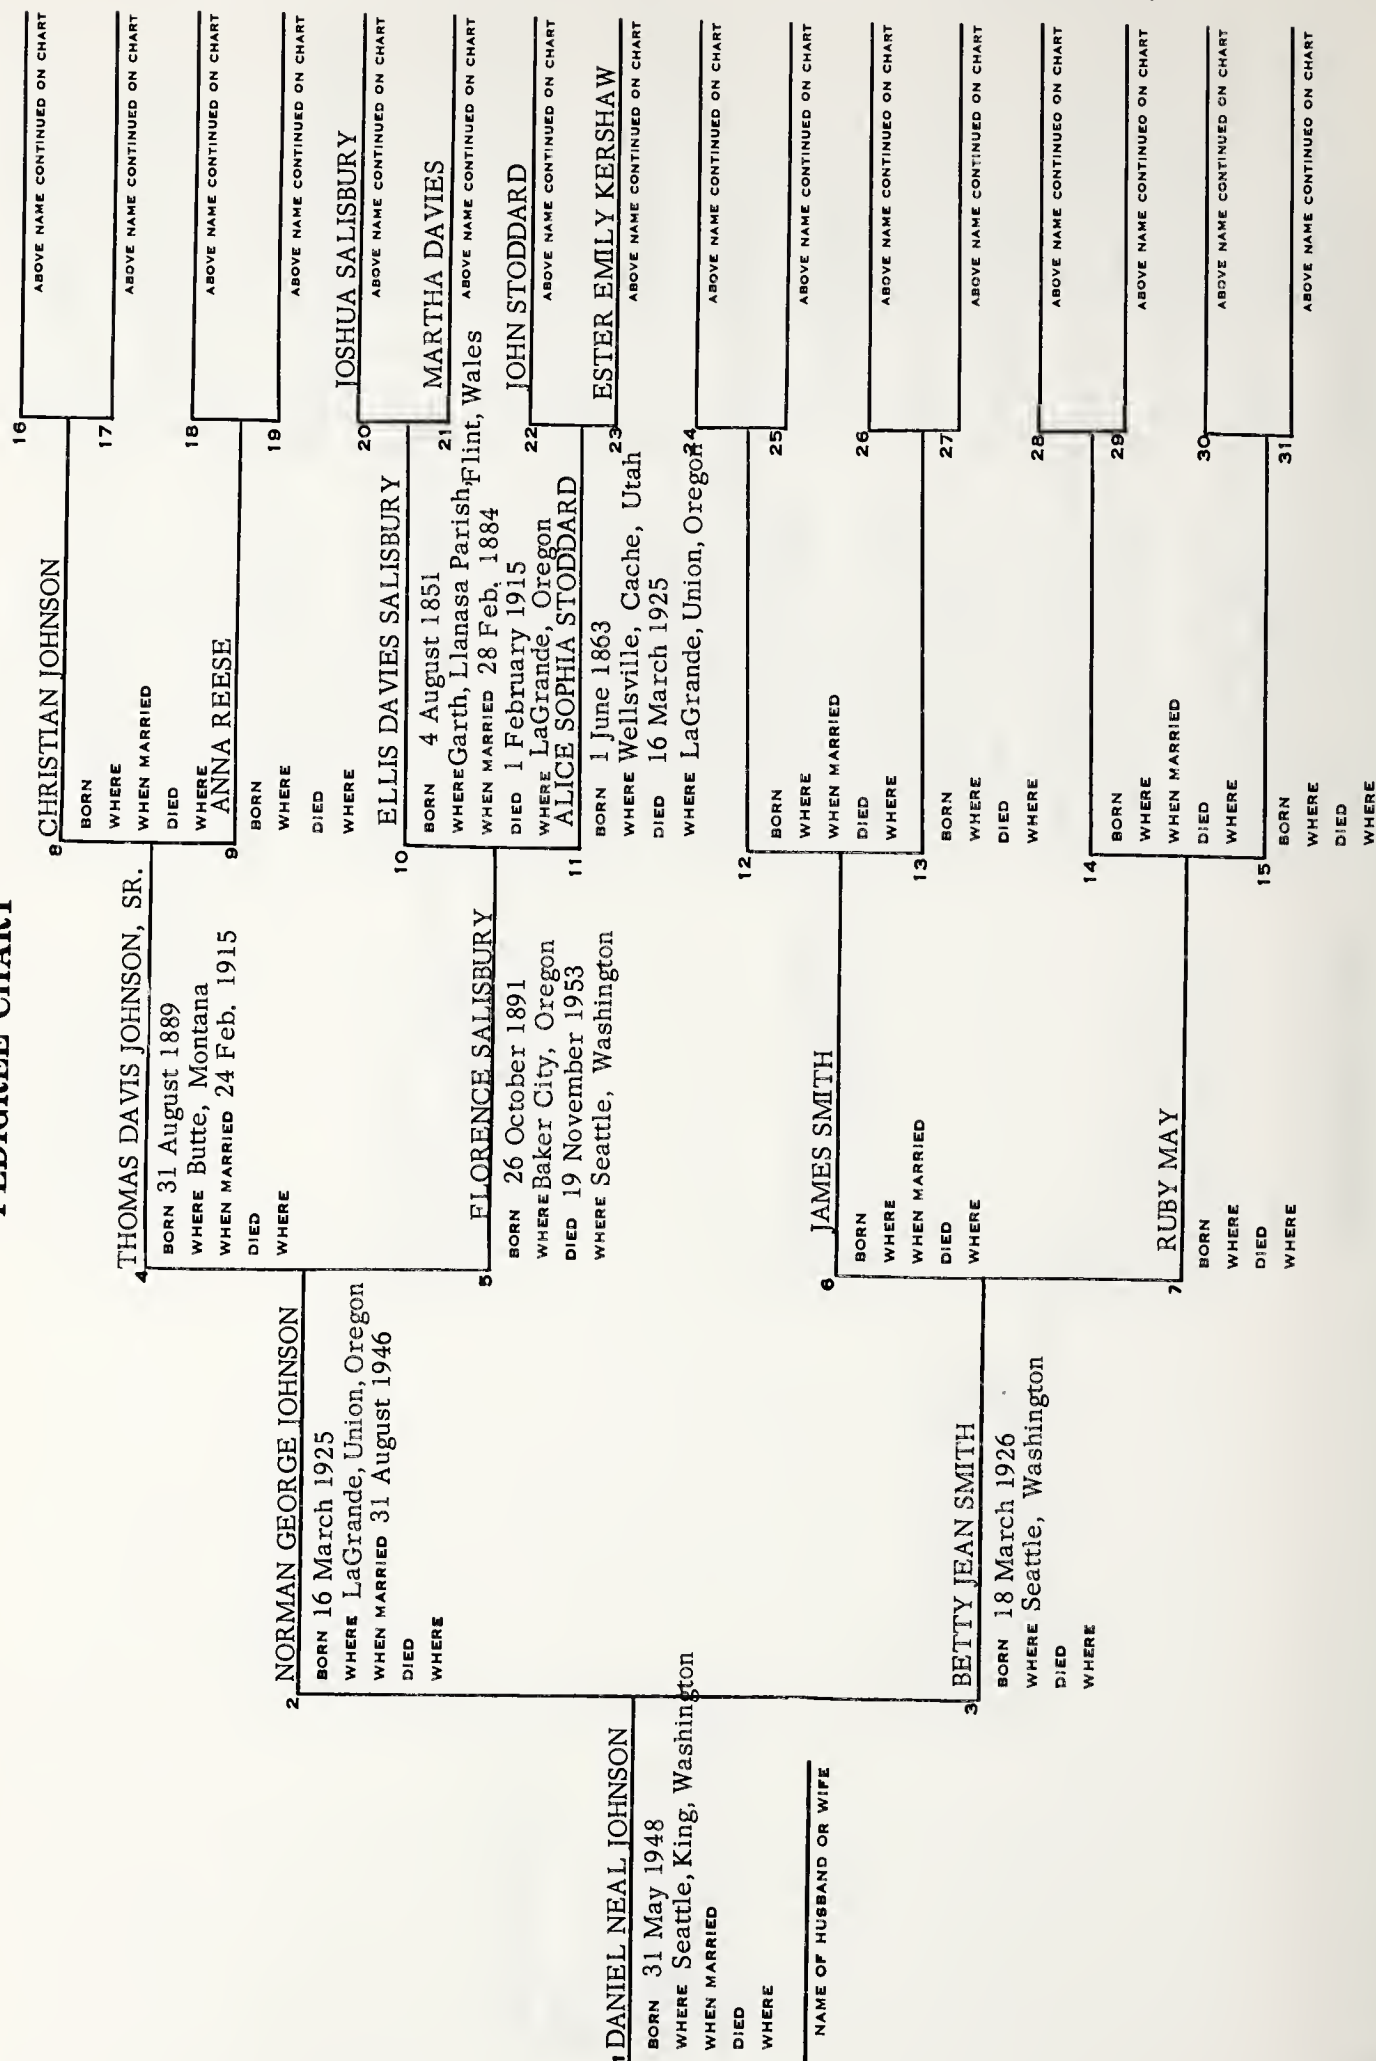 PEDIGREE CHART
1 DANIEL NEAL JOHNSON
BORN 31 May 1948
WHERE Seattle, King, Washington
WHEN MARRIED
DIED
WHERE
NAME OF HUSBAND OR WIFE
2 NORMAN GEORGE JOHNSON
BORN 16 March 1925
WHERE LaGrande, Union, Oregon
WHEN MARRIED 31 August 1946
DIED
WHERE
3 BETTY JEAN SMITH
BORN 18 March 1926
WHERE Seattle, Washington
DIED
WHERE
4 THOMAS DAVIS JOHNSON, SR.
BORN 31 August 1889
WHERE Butte, Montana
WHEN MARRIED 24 Feb. 1915
DIED
WHERE
5 FLORENCE SALISBURY
BORN 26 October 1891
WHERE Baker City, Oregon
DIED 19 November 1953
WHERE Seattle, Washington
6 JAMES SMITH
BORN
WHERE
WHEN MARRIED
DIED
WHERE
7 RUBY MAY
BORN
WHERE
DIED
WHERE
8 CHRISTIAN JOHNSON
BORN
WHERE
WHEN MARRIED
DIED
WHERE
9 ANNA REESE
BORN
WHERE
DIED
WHERE
10 ELLIS DAVIES SALISBURY
BORN 4 August 1851
WHERE Garth, Llanasa Parish, Flint, Wales
WHEN MARRIED 28 Feb. 1884
DIED 1 February 1915
WHERE LaGrande, Oregon
11 ALICE SOPHIA STODDARD
BORN 1 June 1863
WHERE Wellsville, Cache, Utah
DIED 16 March 1925
WHERE LaGrande, Union, Oregon
12
BORN
WHERE
WHEN MARRIED
DIED
WHERE
13
BORN
WHERE
DIED
WHERE
14
BORN
WHERE
WHEN MARRIED
DIED
WHERE
15
BORN
WHERE
DIED
WHERE
16
ABOVE NAME CONTINUED ON CHART
17
ABOVE NAME CONTINUED ON CHART
18
ABOVE NAME CONTINUED ON CHART
19
ABOVE NAME CONTINUED ON CHART
20 JOSHUA SALISBURY
ABOVE NAME CONTINUED ON CHART
21 MARTHA DAVIES
ABOVE NAME CONTINUED ON CHART
22 JOHN STODDARD
ABOVE NAME CONTINUED ON CHART
23 ESTER EMILY KERSHAW
ABOVE NAME CONTINUED ON CHART
24
ABOVE NAME CONTINUED ON CHART
25
ABOVE NAME CONTINUED ON CHART
26
ABOVE NAME CONTINUED ON CHART
27
ABOVE NAME CONTINUED ON CHART
28
ABOVE NAME CONTINUED ON CHART
29
ABOVE NAME CONTINUED ON CHART
30
ABOVE NAME CONTINUED ON CHART
31
ABOVE NAME CONTINUED ON CHART